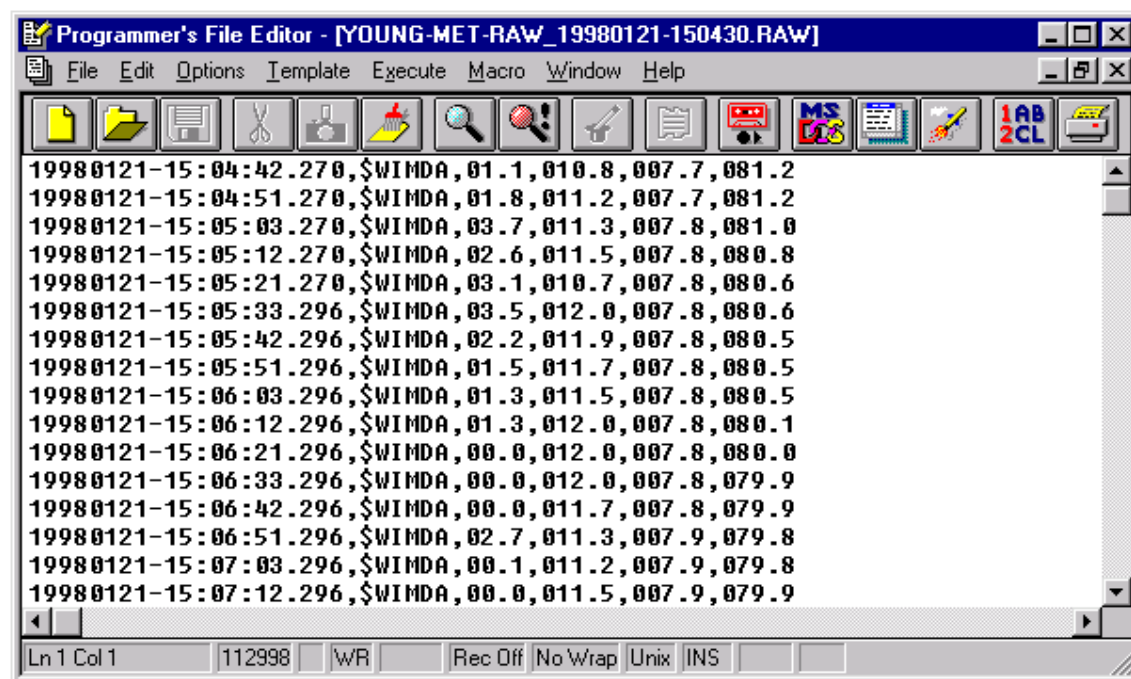 Programmer's File Editor - [YOUNG-MET-RAW_19980121-150430.RAW]
File Edit Options Template Execute Macro Window Help
MS DOS 1AB 2CL
19980121-15:04:42.270,$WIMDA,01.1,010.8,007.7,081.2
19980121-15:04:51.270,$WIMDA,01.8,011.2,007.7,081.2
19980121-15:05:03.270,$WIMDA,03.7,011.3,007.8,081.0
19980121-15:05:12.270,$WIMDA,02.6,011.5,007.8,080.8
19980121-15:05:21.270,$WIMDA,03.1,010.7,007.8,080.6
19980121-15:05:33.296,$WIMDA,03.5,012.0,007.8,080.6
19980121-15:05:42.296,$WIMDA,02.2,011.9,007.8,080.5
19980121-15:05:51.296,$WIMDA,01.5,011.7,007.8,080.5
19980121-15:06:03.296,$WIMDA,01.3,011.5,007.8,080.5
19980121-15:06:12.296,$WIMDA,01.3,012.0,007.8,080.1
19980121-15:06:21.296,$WIMDA,00.0,012.0,007.8,080.0
19980121-15:06:33.296,$WIMDA,00.0,012.0,007.8,079.9
19980121-15:06:42.296,$WIMDA,00.0,011.7,007.8,079.9
19980121-15:06:51.296,$WIMDA,02.7,011.3,007.9,079.8
19980121-15:07:03.296,$WIMDA,00.1,011.2,007.9,079.8
19980121-15:07:12.296,$WIMDA,00.0,011.5,007.9,079.9
Ln 1 Col 1 112998 WR Rec Off No Wrap Unix INS